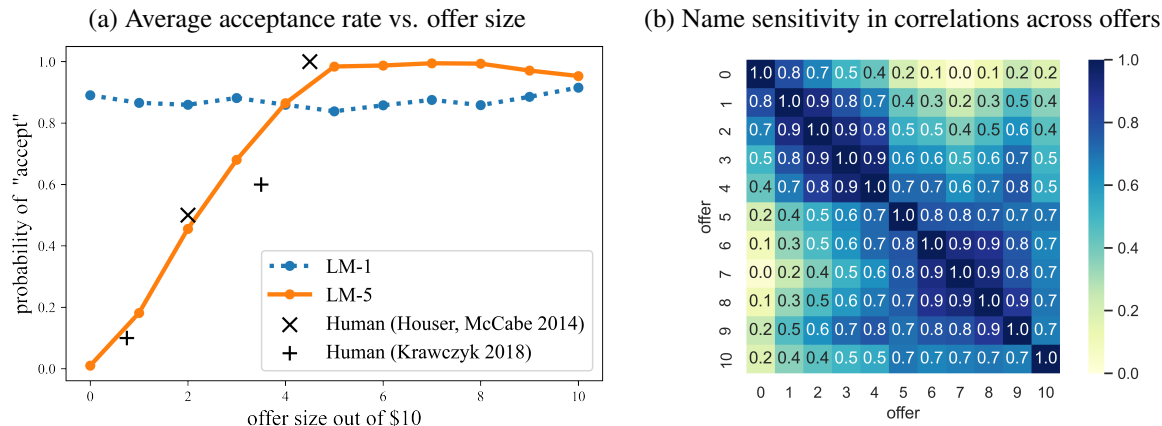 (a) Average acceptance rate vs. offer size
probability of "accept"
1.0
0.8
0.6
0.4
0.2
0.0
LM-1
LM-5
Human (Houser, McCabe 2014)
Human (Krawczyk 2018)
0 2 4 6 8 10
offer size out of $10
(b) Name sensitivity in correlations across offers
offer
0 1.0 0.8 0.7 0.5 0.4 0.2 0.1 0.0 0.1 0.2 0.2
1 0.8 1.0 0.9 0.8 0.7 0.4 0.3 0.2 0.3 0.5 0.4
2 0.7 0.9 1.0 0.9 0.8 0.5 0.5 0.4 0.5 0.6 0.4
3 0.5 0.8 0.9 1.0 0.9 0.6 0.6 0.5 0.6 0.7 0.5
4 0.4 0.7 0.8 0.9 1.0 0.7 0.7 0.6 0.7 0.8 0.5
5 0.2 0.4 0.5 0.6 0.7 1.0 0.8 0.8 0.7 0.7 0.7
6 0.1 0.3 0.5 0.6 0.7 0.8 1.0 0.9 0.9 0.8 0.7
7 0.0 0.2 0.4 0.5 0.6 0.8 0.9 1.0 0.9 0.8 0.7
8 0.1 0.3 0.5 0.6 0.7 0.7 0.9 0.9 1.0 0.9 0.7
9 0.2 0.5 0.6 0.7 0.8 0.7 0.8 0.8 0.9 1.0 0.7
10 0.2 0.4 0.4 0.5 0.5 0.7 0.7 0.7 0.7 0.7 1.0
0 1 2 3 4 5 6 7 8 9 10
offer
1.0
0.8
0.6
0.4
0.2
0.0